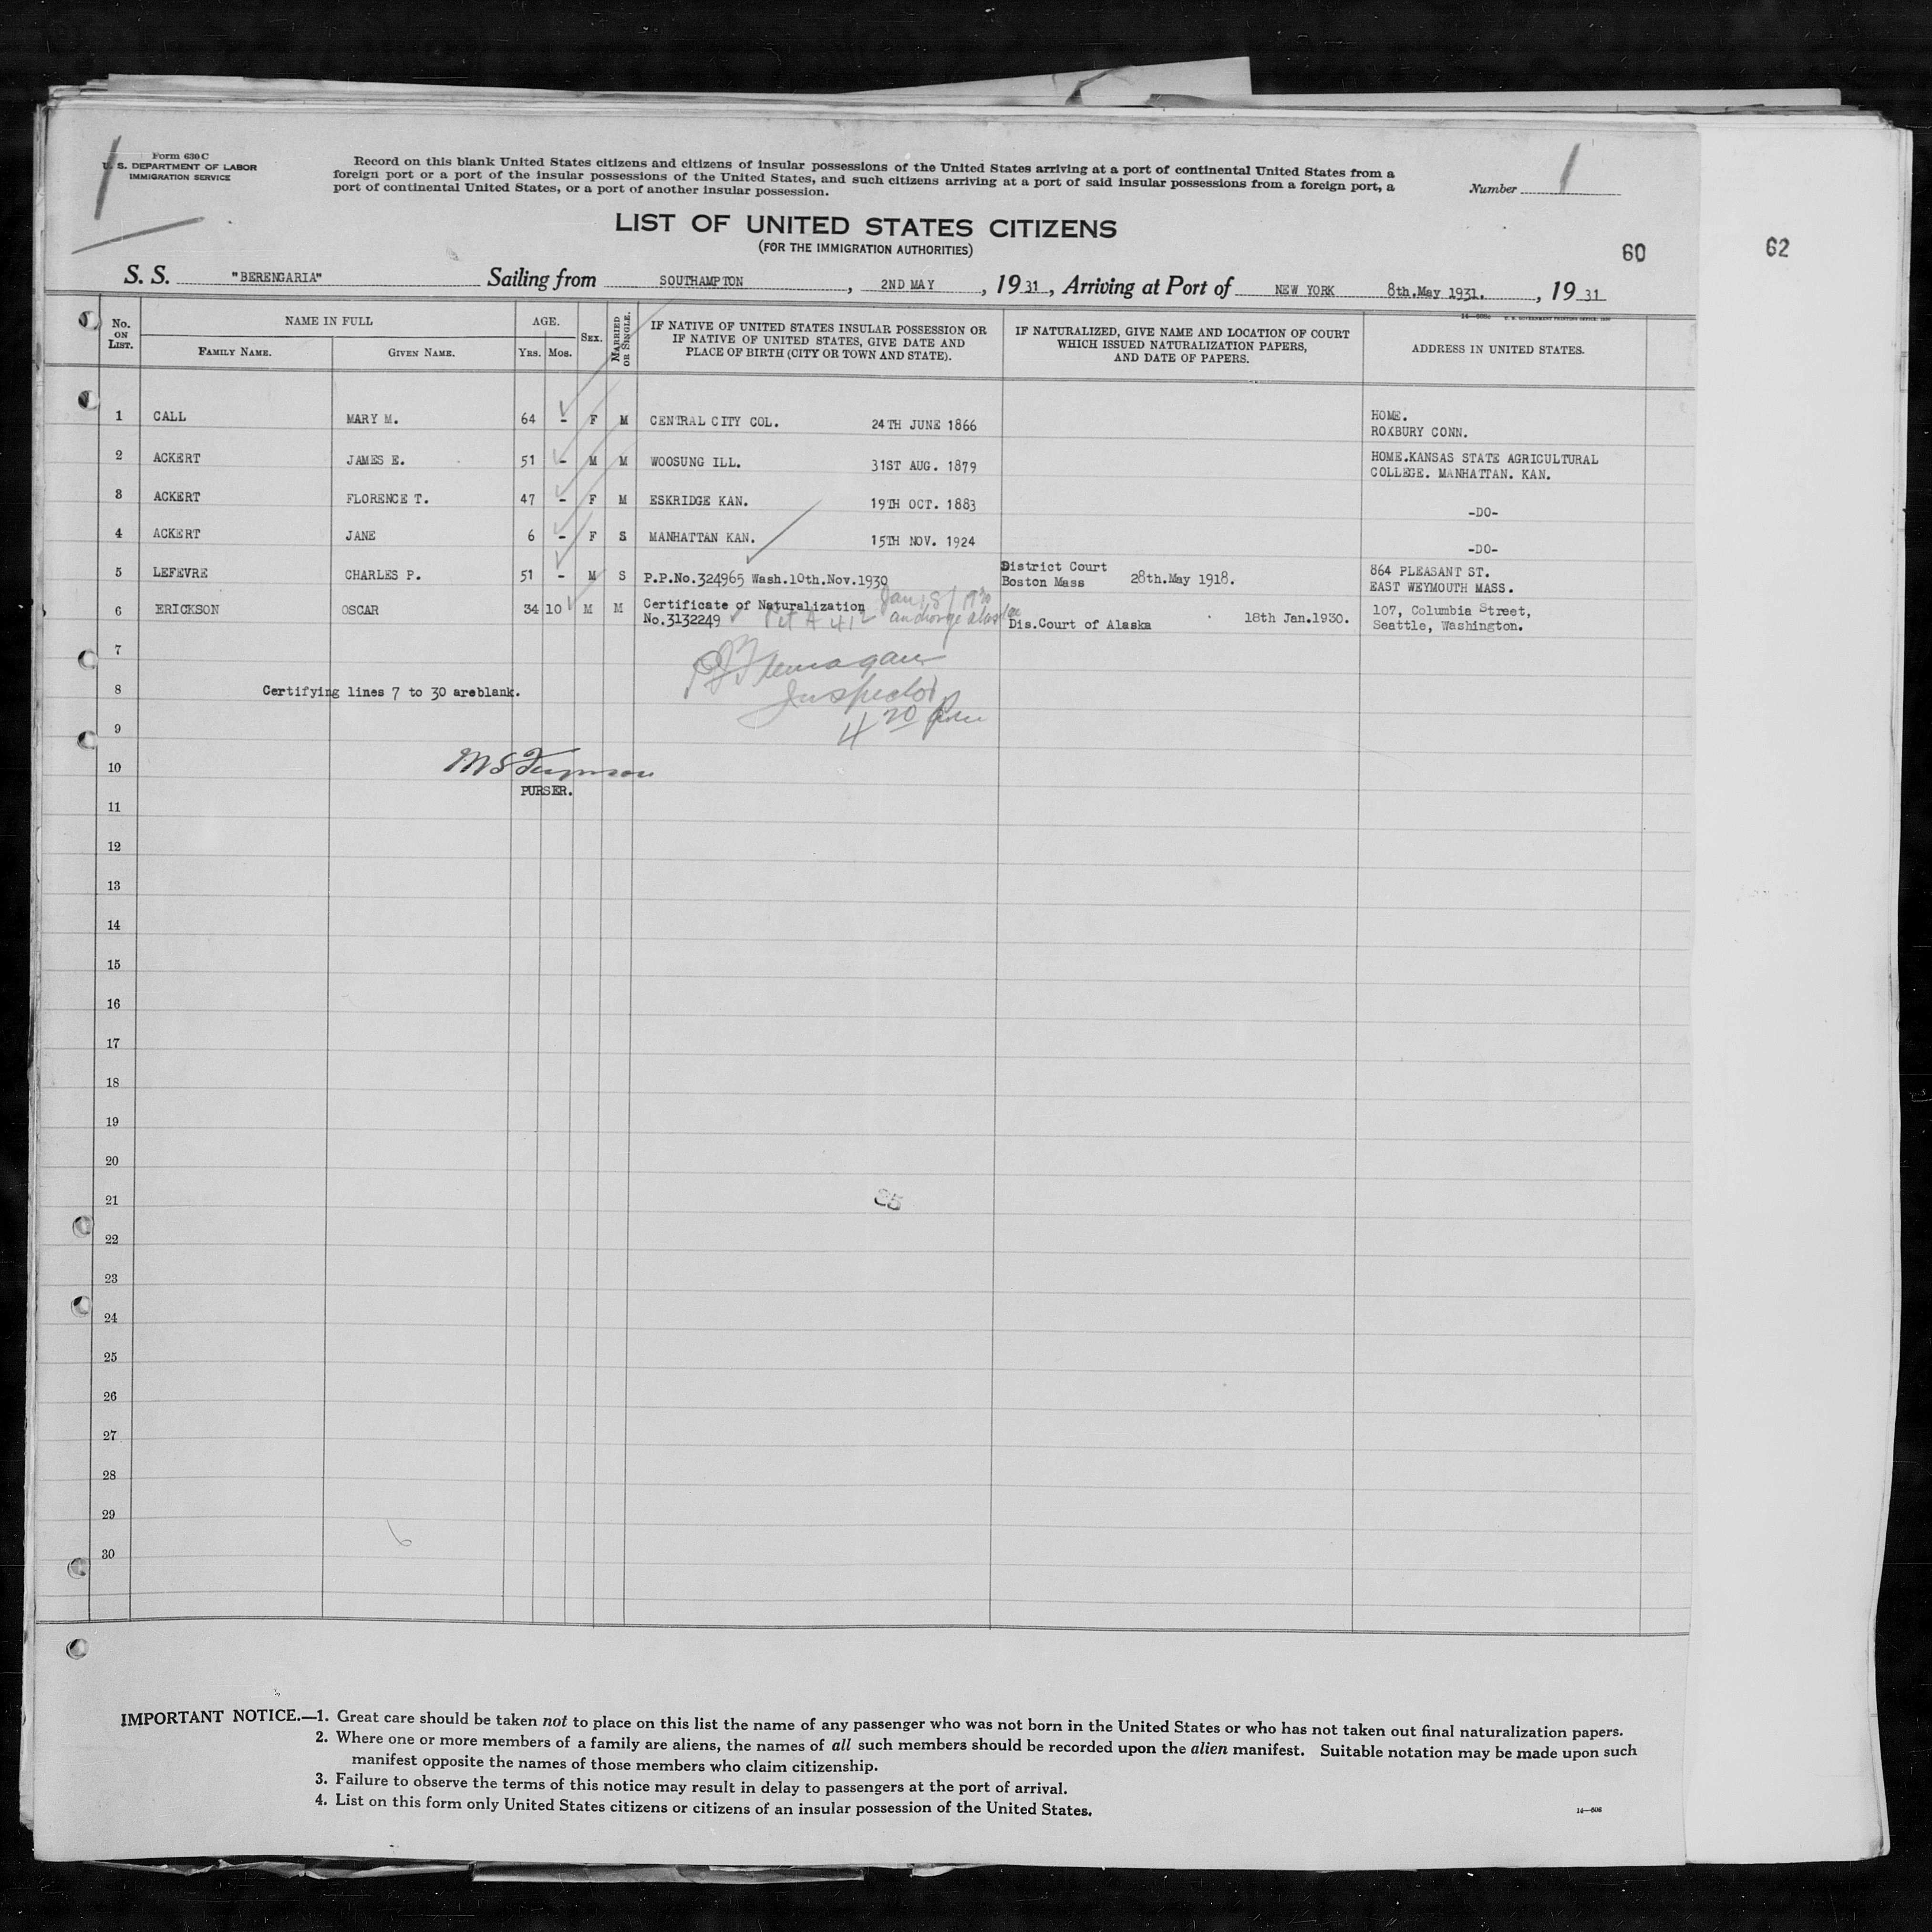 Form 630 C
U. S. DEPARTMENT OF LABOR
IMMIGRATION SERVICE
Record on this blank United States citizens and citizens of insular possessions of the United States arriving at a port of continental United States from a
foreign port or a port of the insular possessions of the United States, and such citizens arriving at a port of said insular possessions from a foreign port, a
port of continental United States, or a port of another insular possession.
Number 1
LIST OF UNITED STATES CITIZENS
(FOR THE IMMIGRATION AUTHORITIES)
60
62
S. S. "BERENGARIA" Sailing from SOUTHAMPTON, 2ND MAY, 1931, Arriving at Port of NEW YORK 8th.May 1931., 1931
No. ON LIST. NAME IN FULL AGE. SEX. MARRIED OR SINGLE. IF NATIVE OF UNITED STATES INSULAR POSSESSION OR IF NATIVE OF UNITED STATES, GIVE DATE AND PLACE OF BIRTH (CITY OR TOWN AND STATE). IF NATURALIZED, GIVE NAME AND LOCATION OF COURT WHICH ISSUED NATURALIZATION PAPERS, AND DATE OF PAPERS. ADDRESS IN UNITED STATES.
FAMILY NAME. GIVEN NAME. YRS. MOS.
1 CALL MARY M. 64 - F M CENTRAL CITY COL. 24TH JUNE 1866 HOME.
ROXBURY CONN.
2 ACKERT JAMES E. 51 - M M WOOSUNG ILL. 31ST AUG. 1879 HOME.KANSAS STATE AGRICULTURAL
COLLEGE. MANHATTAN. KAN.
3 ACKERT FLORENCE T. 47 - F M ESKRIDGE KAN. 19TH OCT. 1883 -DO-
4 ACKERT JANE 6 - F S MANHATTAN KAN. 15TH NOV. 1924 -DO-
5 LEFEVRE CHARLES P. 51 - M S P.P.No.324965 Wash.10th.Nov.1930 District Court
Boston Mass 28th.May 1918. 864 PLEASANT ST.
EAST WEYMOUTH MASS.
6 ERICKSON OSCAR 34 10 M M Certificate of Naturalization
No.3132249 Dis.Court of Alaska 18th Jan.1930. 107, Columbia Street,
Seattle, Washington.
7
8 Certifying lines 7 to 30 areblank.
Inspector
4 20 pm
9
10
PURSER.
11
12
13
14
15
16
17
18
19
20
21
22
23
24
25
26
27
28
29
30
IMPORTANT NOTICE.—1. Great care should be taken not to place on this list the name of any passenger who was not born in the United States or who has not taken out final naturalization papers.
2. Where one or more members of a family are aliens, the names of all such members should be recorded upon the alien manifest. Suitable notation may be made upon such
manifest opposite the names of those members who claim citizenship.
3. Failure to observe the terms of this notice may result in delay to passengers at the port of arrival.
4. List on this form only United States citizens or citizens of an insular possession of the United States.
14—608